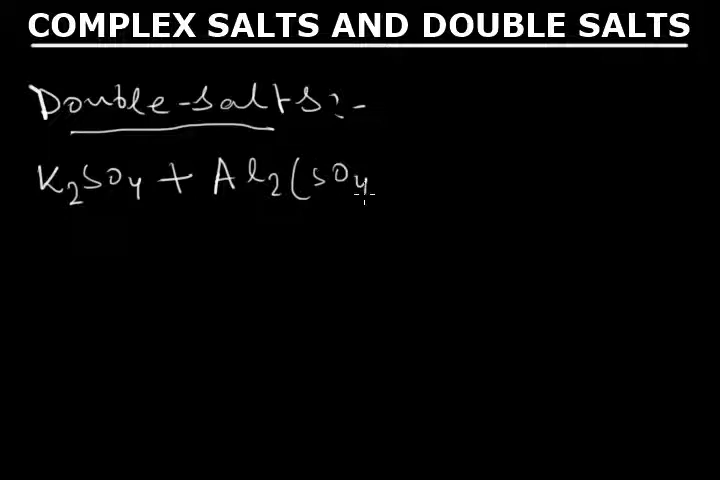 COMPLEX SALTS AND DOUBLE SALTS
Double-salts:-
K₂SO₄ + Al₂(SO₄